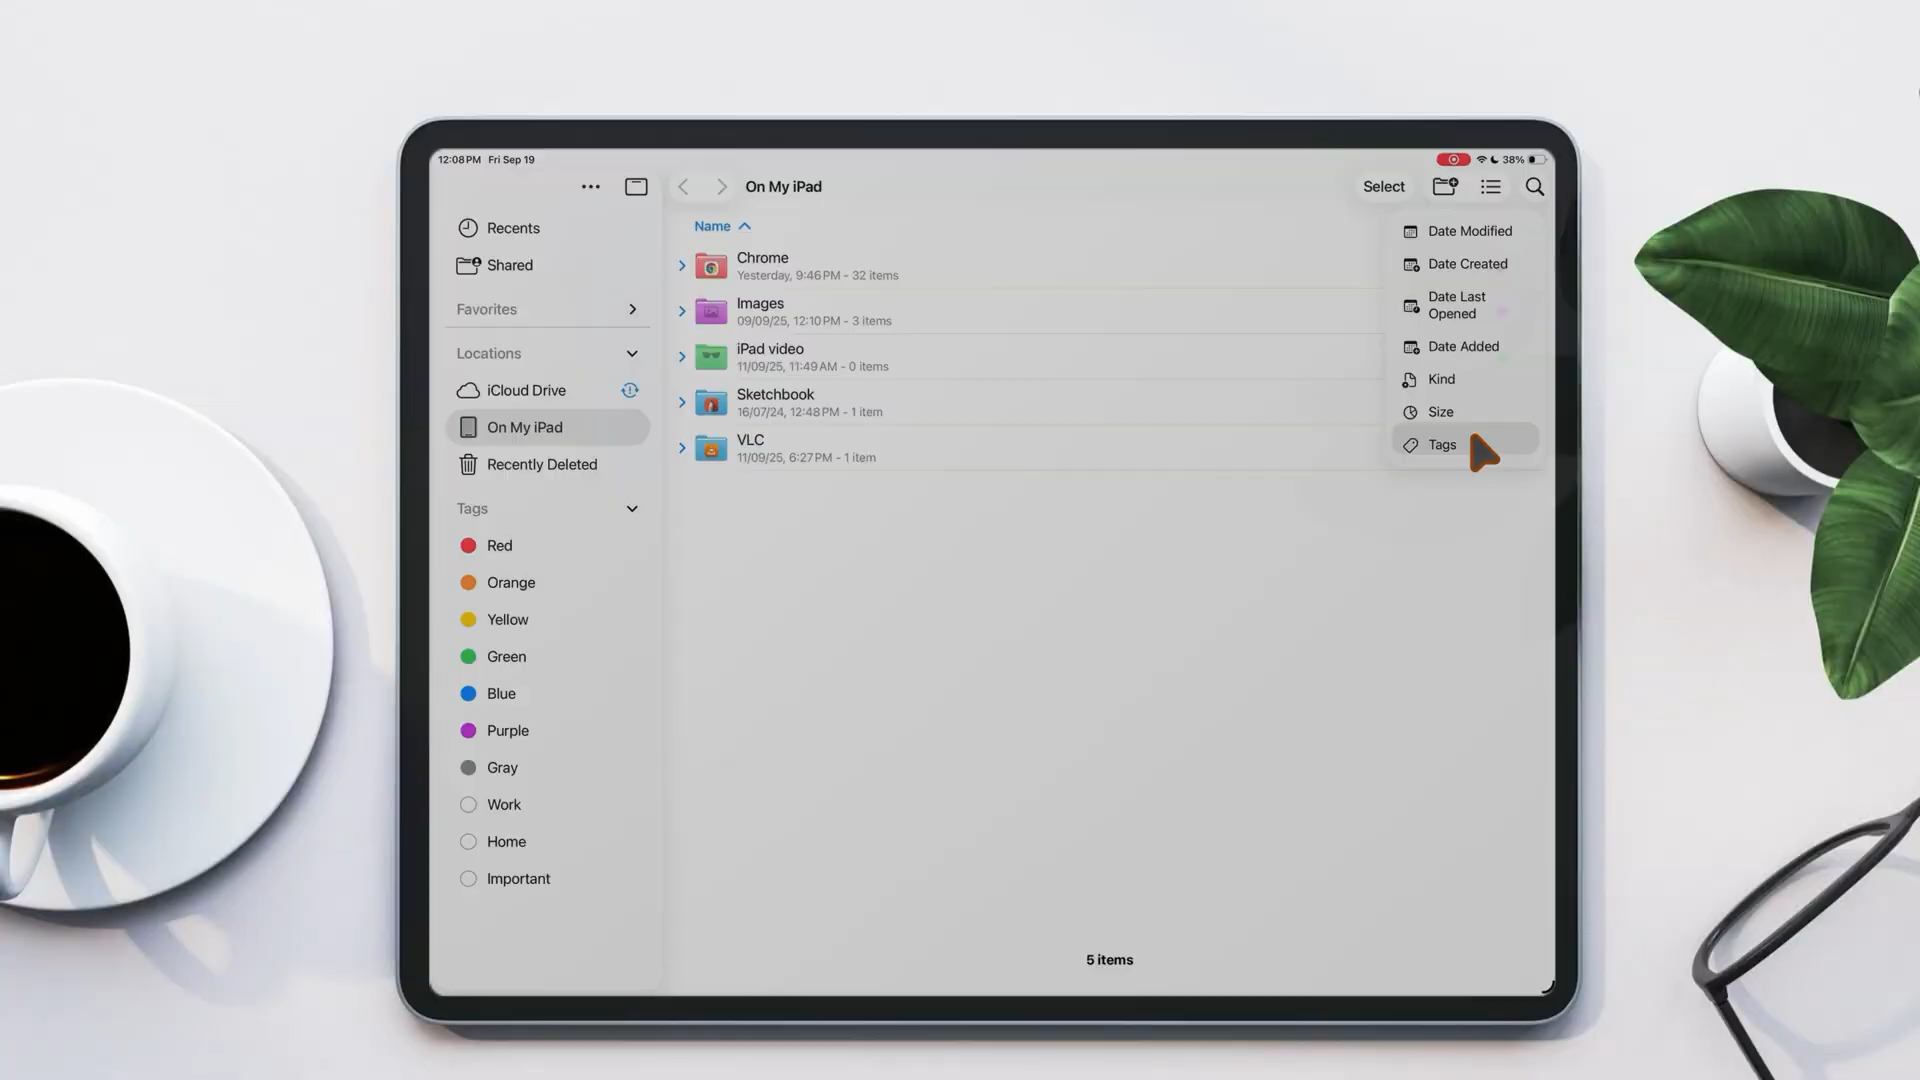 12:08 PM Fri Sep 19
38%
On My iPad
Select
Recents
Shared
Favorites
Locations
iCloud Drive
On My iPad
Recently Deleted
Tags
Red
Orange
Yellow
Green
Blue
Purple
Gray
Work
Home
Important
Name
Chrome
Yesterday, 9:46 PM - 32 items
Images
09/09/25, 12:10 PM - 3 items
iPad video
11/09/25, 11:49 AM - 0 items
Sketchbook
16/07/24, 12:48 PM - 1 item
VLC
11/09/25, 6:27 PM - 1 item
Date Modified
Date Created
Date Last
Opened
Date Added
Kind
Size
Tags
5 items